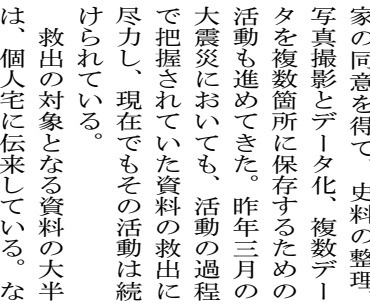 家の同意を得て、史料の整理、
写真撮影とデータ化、複数デー
タを複数箇所に保存するための
活動も進めてきた。昨年三月の
大震災においても、活動の過程
で把握されていた資料の救出に
尽力し、現在でもその活動は続
けられている。
救出の対象となる資料の大半
は、個人宅に伝来している。な